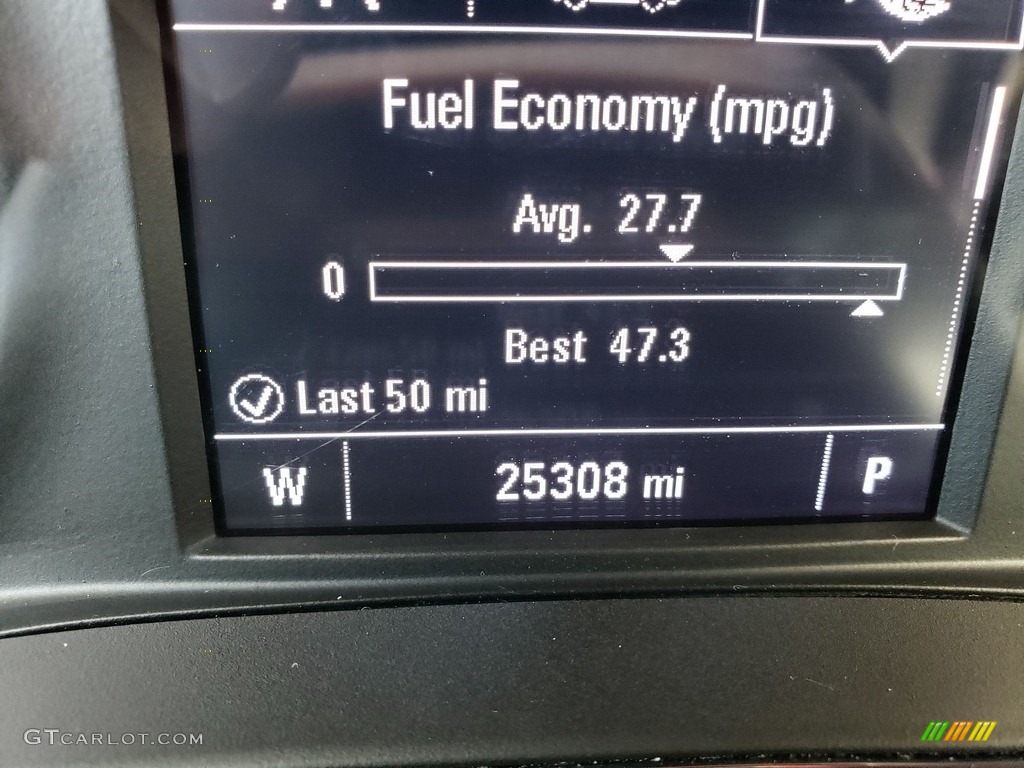 Fuel Economy (mpg)
Avg. 27.7
0
Best 47.3
Last 50 mi
W 25308 mi P
GTCARLOT.COM